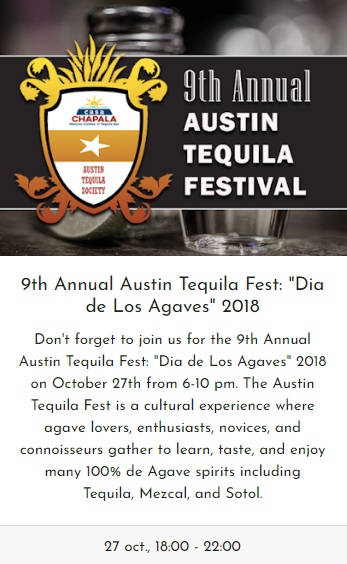 9th Annual
AUSTIN
TEQUILA
FESTIVAL
CASA
CHAPALA
AUSTIN
TEQUILA
SOCIETY
9th Annual Austin Tequila Fest: "Dia
de Los Agaves" 2018
Don't forget to join us for the 9th Annual
Austin Tequila Fest: "Dia de Los Agaves" 2018
on October 27th from 6-10 pm. The Austin
Tequila Fest is a cultural experience where
agave lovers, enthusiasts, novices, and
connoisseurs gather to learn, taste, and enjoy
many 100% de Agave spirits including
Tequila, Mezcal, and Sotol.
27 oct., 18:00 - 22:00